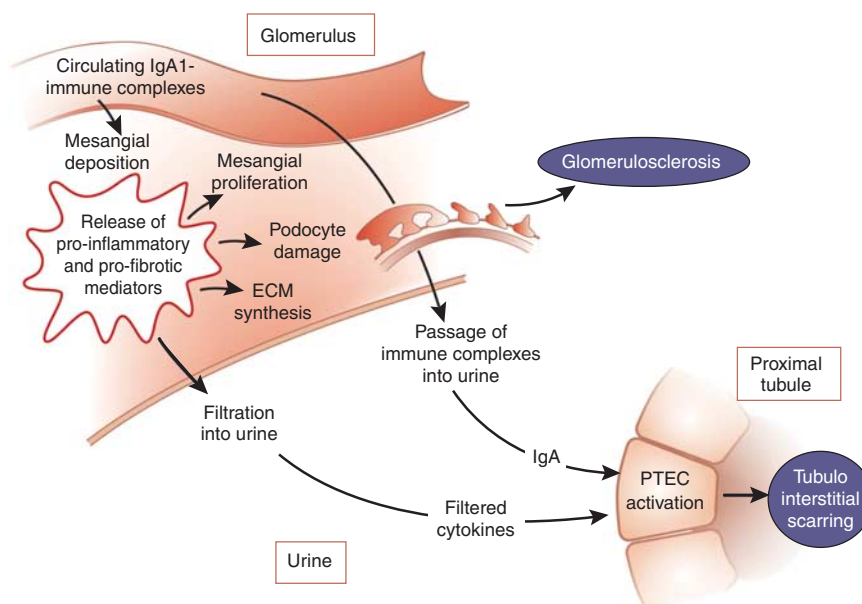 Glomerulus
Circulating IgA1-
immune complexes
Mesangial
deposition
Mesangial
proliferation
Glomerulosclerosis
Release of
pro-inflammatory
and pro-fibrotic
mediators
Podocyte
damage
ECM
synthesis
Passage of
immune complexes
into urine
Proximal
tubule
Filtration
into urine
IgA
PTEC
activation
Tubulo
interstitial
scarring
Filtered
cytokines
Urine